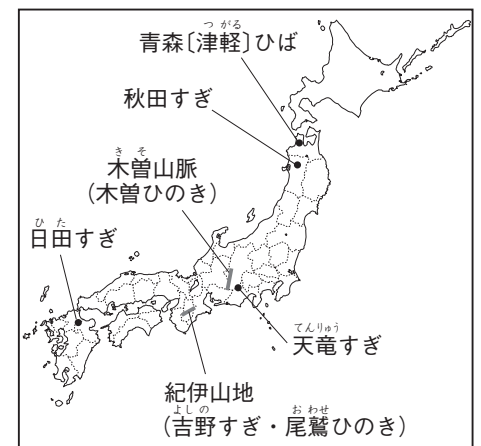 青森〔津軽〕ひば
つがる
秋田すぎ
木曽山脈
きそ
(木曽ひのき)
日田すぎ
ひた
天竜すぎ
てんりゅう
紀伊山地
(吉野すぎ・尾鷲ひのき)
よしの
おわせ